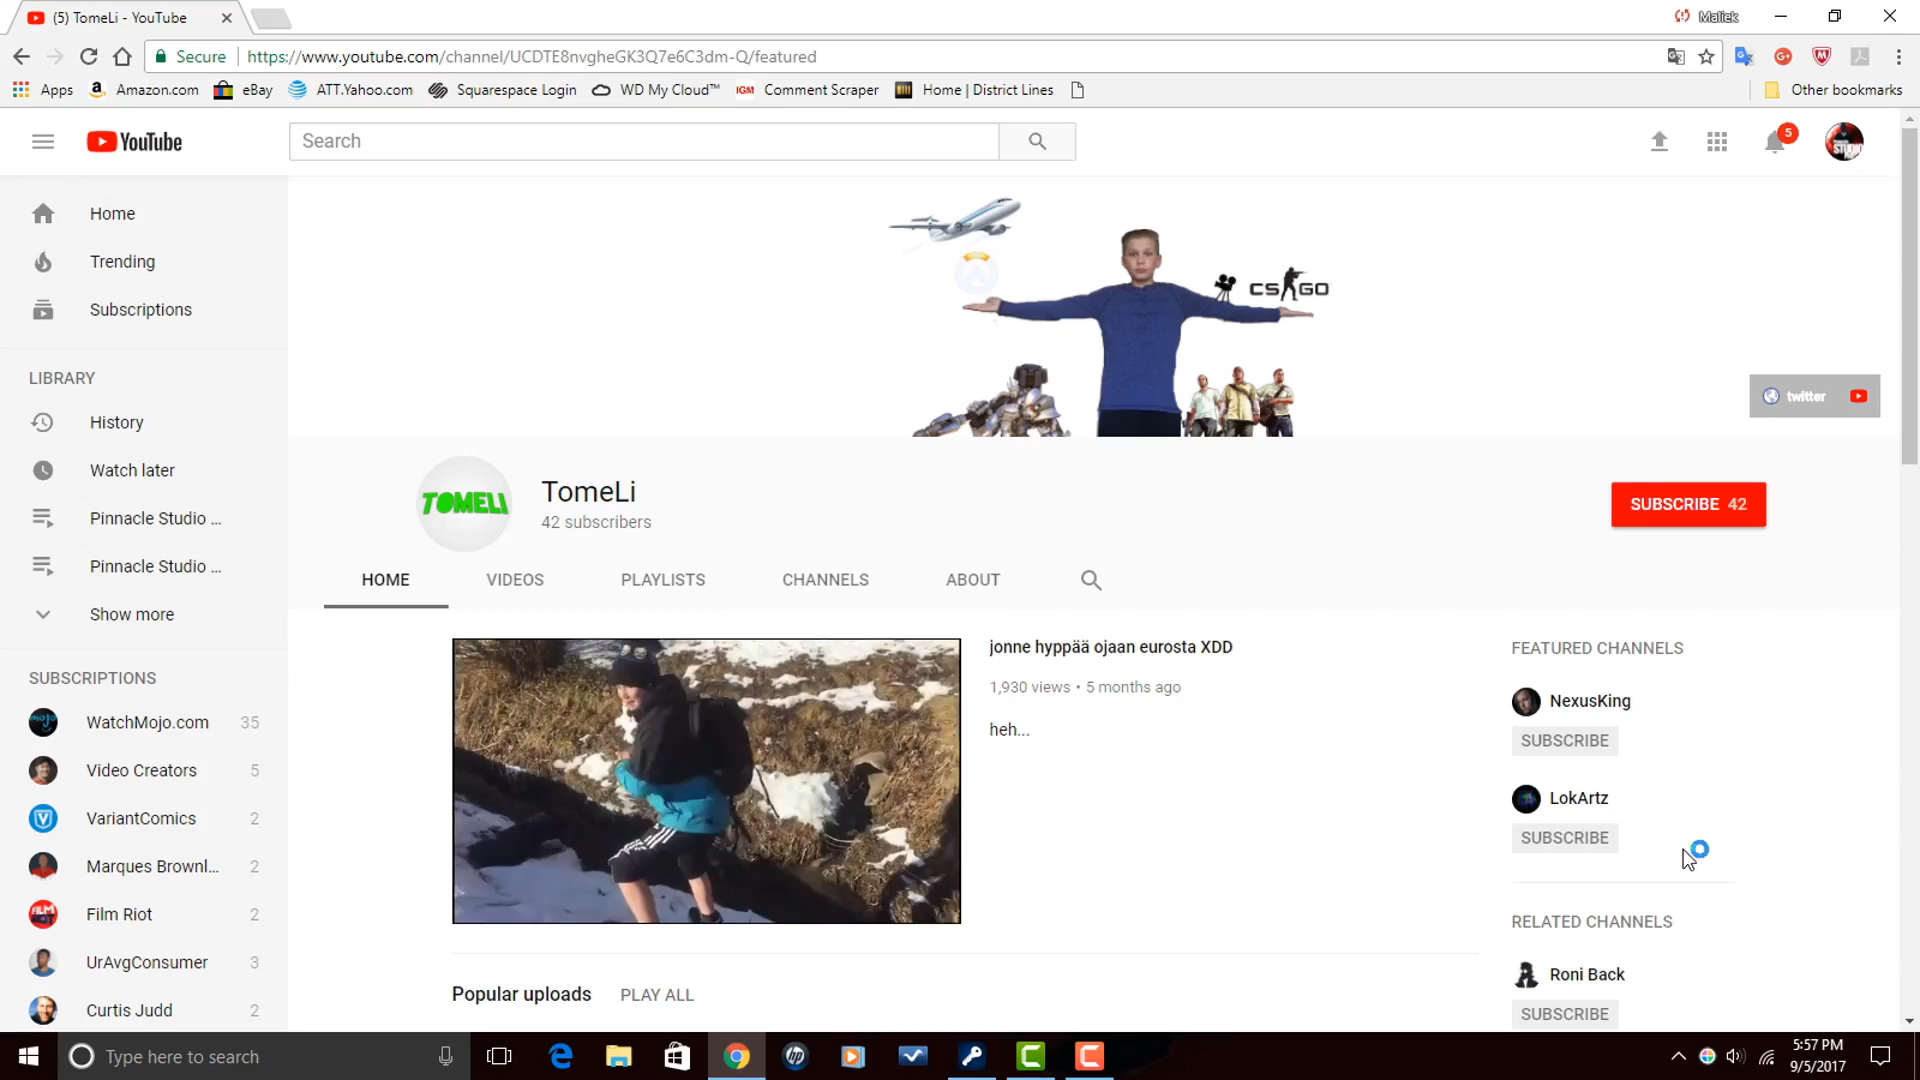 (5) TomeLi - YouTube
Maliek
Secure
https://www.youtube.com/channel/UCDTE8nvgheGK3Q7e6C3dm-Q/featured
Apps
Amazon.com
eBay
ATT.Yahoo.com
Squarespace Login
WD My Cloud™
IGM
Comment Scraper
Home | District Lines
Other bookmarks
YouTube
Search
5
STUDIO
Home
Trending
Subscriptions
CS GO
twitter
LIBRARY
History
Watch later
Pinnacle Studio ...
Pinnacle Studio ...
Show more
TOMELI
TomeLi
42 subscribers
SUBSCRIBE 42
HOME
VIDEOS
PLAYLISTS
CHANNELS
ABOUT
SUBSCRIPTIONS
mojo
WatchMojo.com 35
Video Creators 5
VariantComics 2
Marques Brownl... 2
FILM
Film Riot 2
UrAvgConsumer 3
Curtis Judd 2
jonne hyppää ojaan eurosta XDD
1,930 views • 5 months ago
heh...
FEATURED CHANNELS
NexusKing
SUBSCRIBE
LokArtz
SUBSCRIBE
RELATED CHANNELS
Roni Back
SUBSCRIBE
Popular uploads
PLAY ALL
Type here to search
hp
5:57 PM
9/5/2017